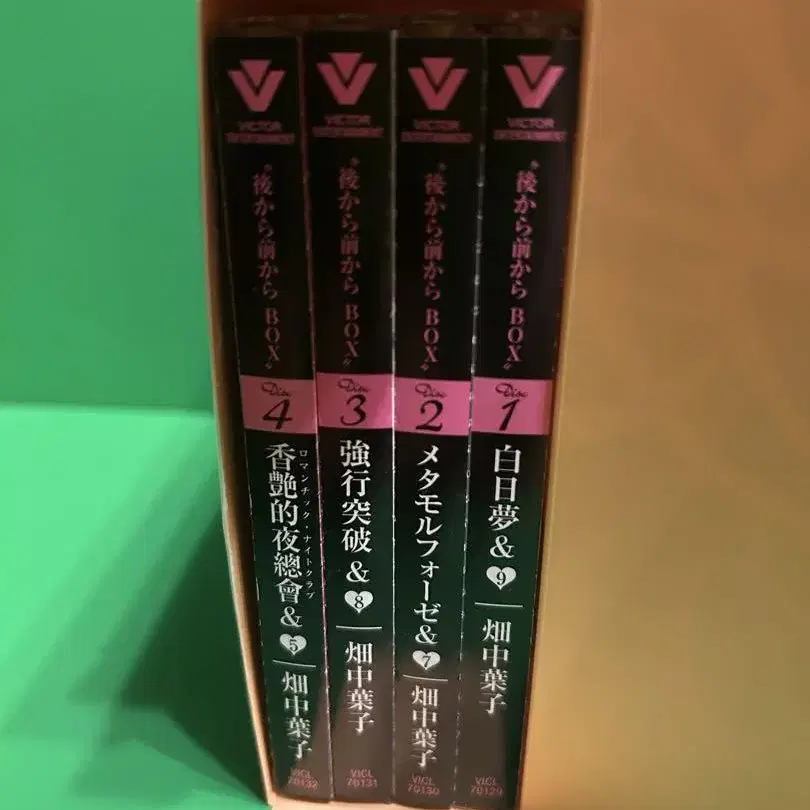 VICTOR
“後から前から BOX”
Disc
1
白日夢&9
畑中葉子
VICL
70129
VICTOR
“後から前から BOX”
Disc
2
メタモルフォーゼ&7
畑中葉子
VICL
70130
VICTOR
“後から前から BOX”
Disc
3
強行突破&8
畑中葉子
VICL
70131
VICTOR
“後から前から BOX”
Disc
4
ロマンチック・ナイトクラブ
香艶的夜總會&5
畑中葉子
VICL
70132